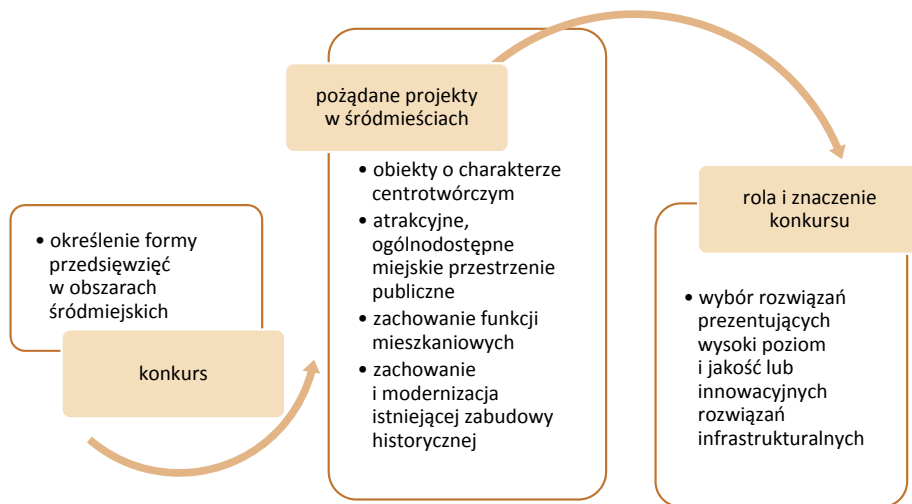 • określenie formy
przedsięwzięć
w obszarach
śródmiejskich
konkurs
pożądane projekty
w śródmieściach
• obiekty o charakterze
centrotwórczym
• atrakcyjne,
ogólnodostępne
miejskie przestrzenie
publiczne
• zachowanie funkcji
mieszkaniowych
• zachowanie
i modernizacja
istniejącej zabudowy
historycznej
rola i znaczenie
konkursu
• wybór rozwiązań
prezentujących
wysoki poziom
i jakość lub
innowacyjnych
rozwiązań
infrastrukturalnych